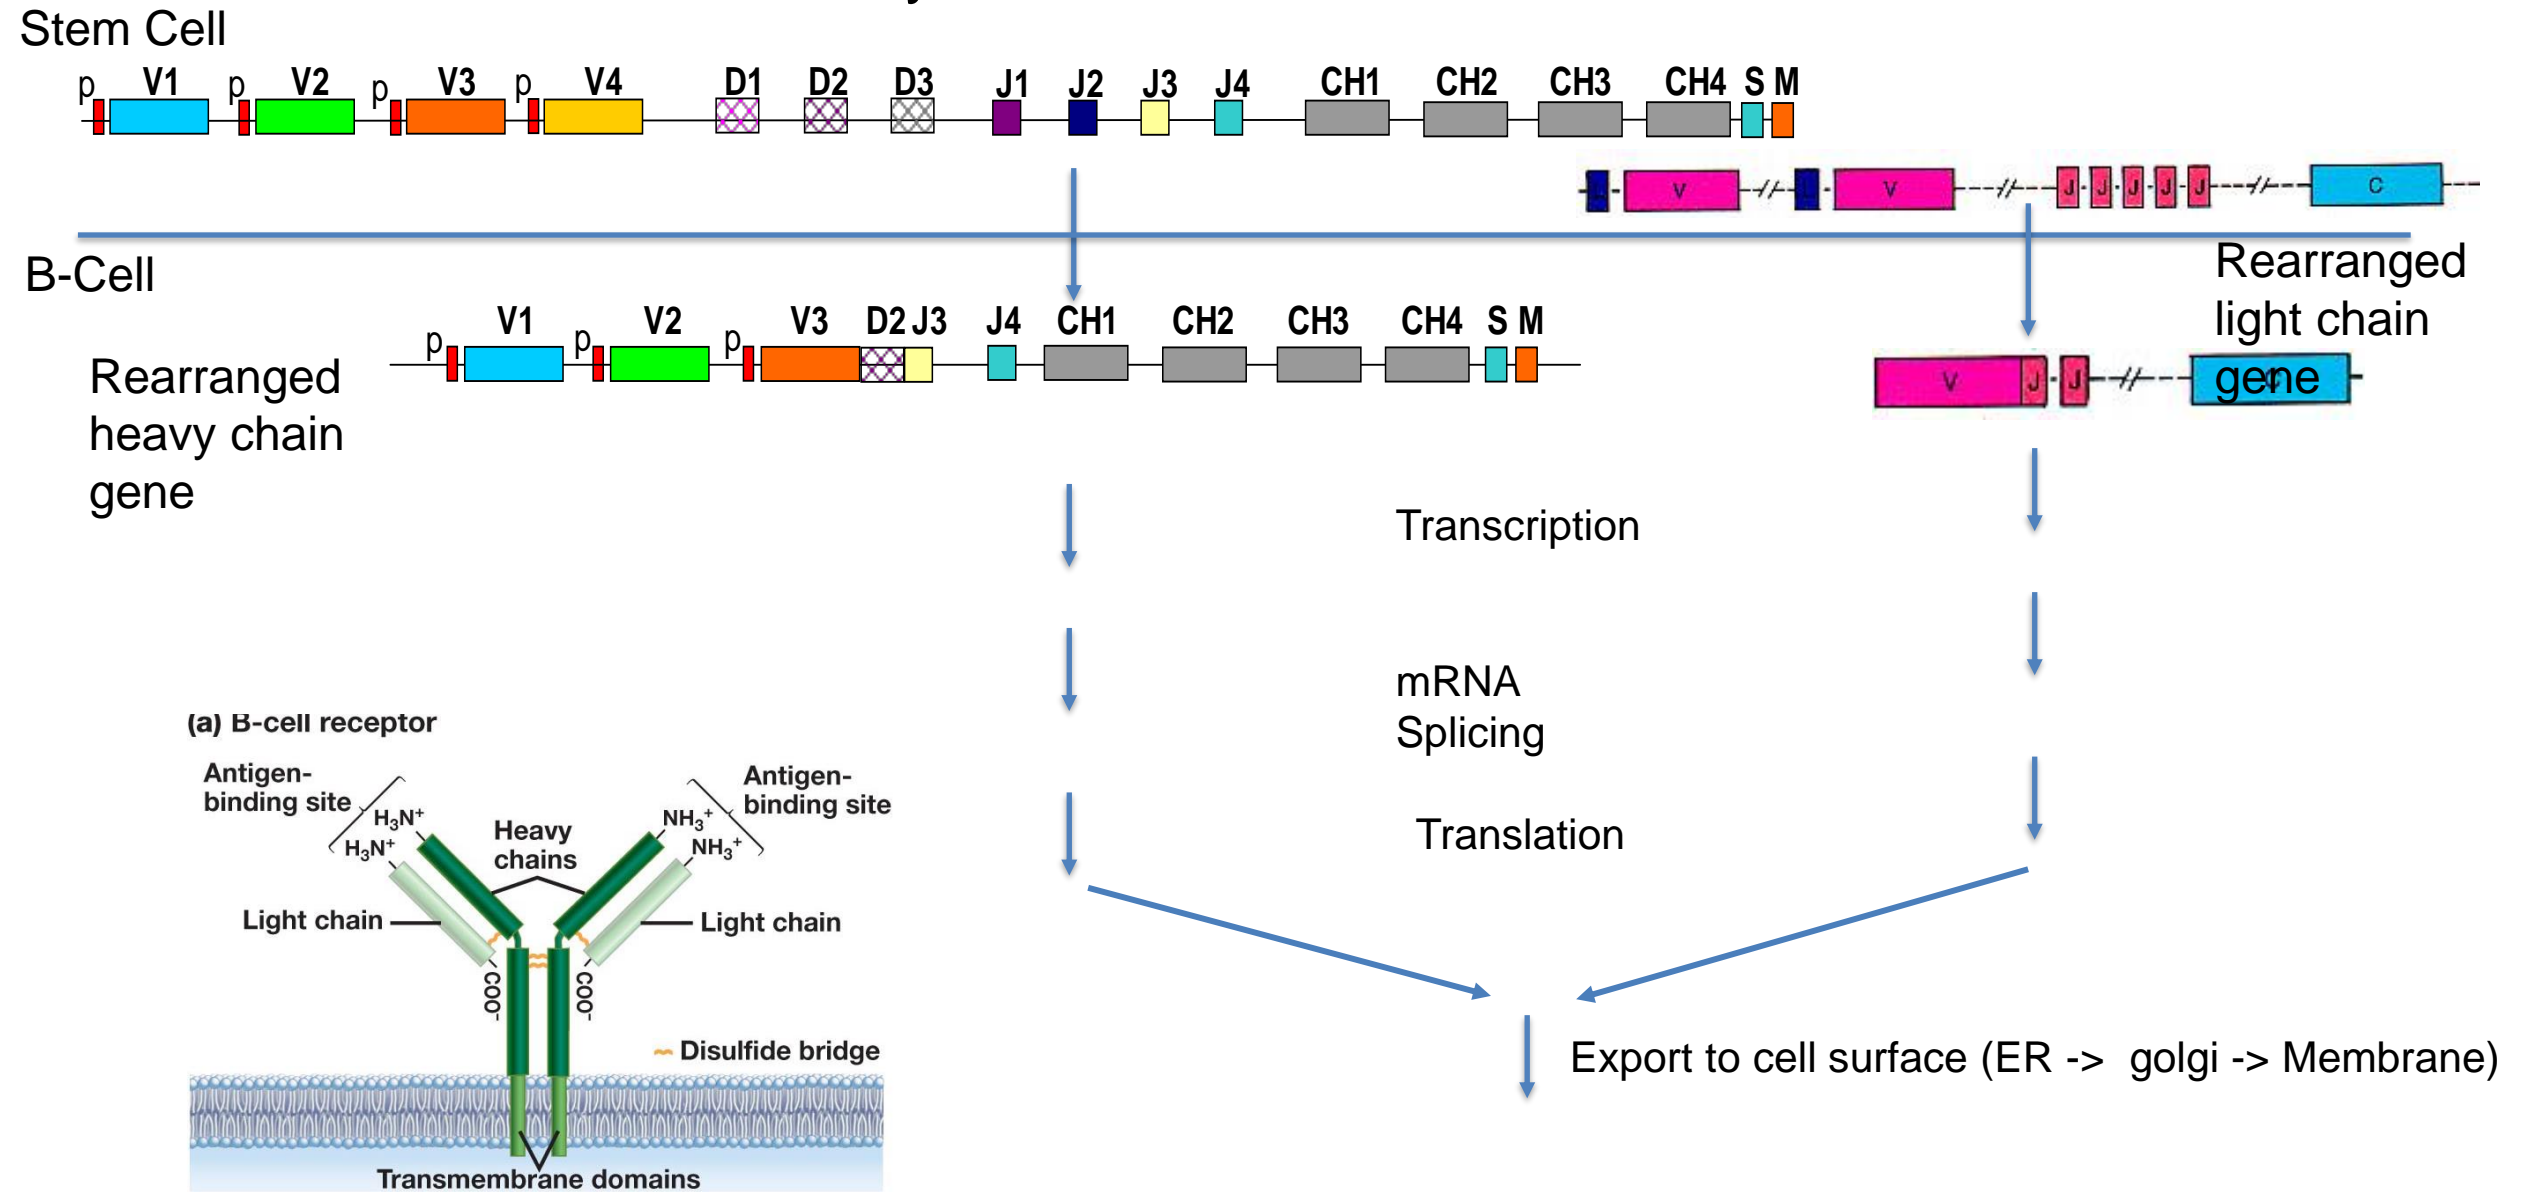 Stem Cell
p V1 p V2 p V3 p V4 D1 D2 D3 J1 J2 J3 J4 CH1 CH2 CH3 CH4 S M
V V J J J J J C
B-Cell
Rearranged
light chain
gene
p V1 p V2 p V3 D2 J3 J4 CH1 CH2 CH3 CH4 S M
V J J
Rearranged
heavy chain
gene
Transcription
mRNA
Splicing
Translation
Export to cell surface (ER -> golgi -> Membrane)
(a) B-cell receptor
Antigen-
binding site
Antigen-
binding site
H₃N⁺
H₃N⁺
NH₃⁺
NH₃⁺
Heavy
chains
Light chain
Light chain
COO⁻
COO⁻
Disulfide bridge
Transmembrane domains